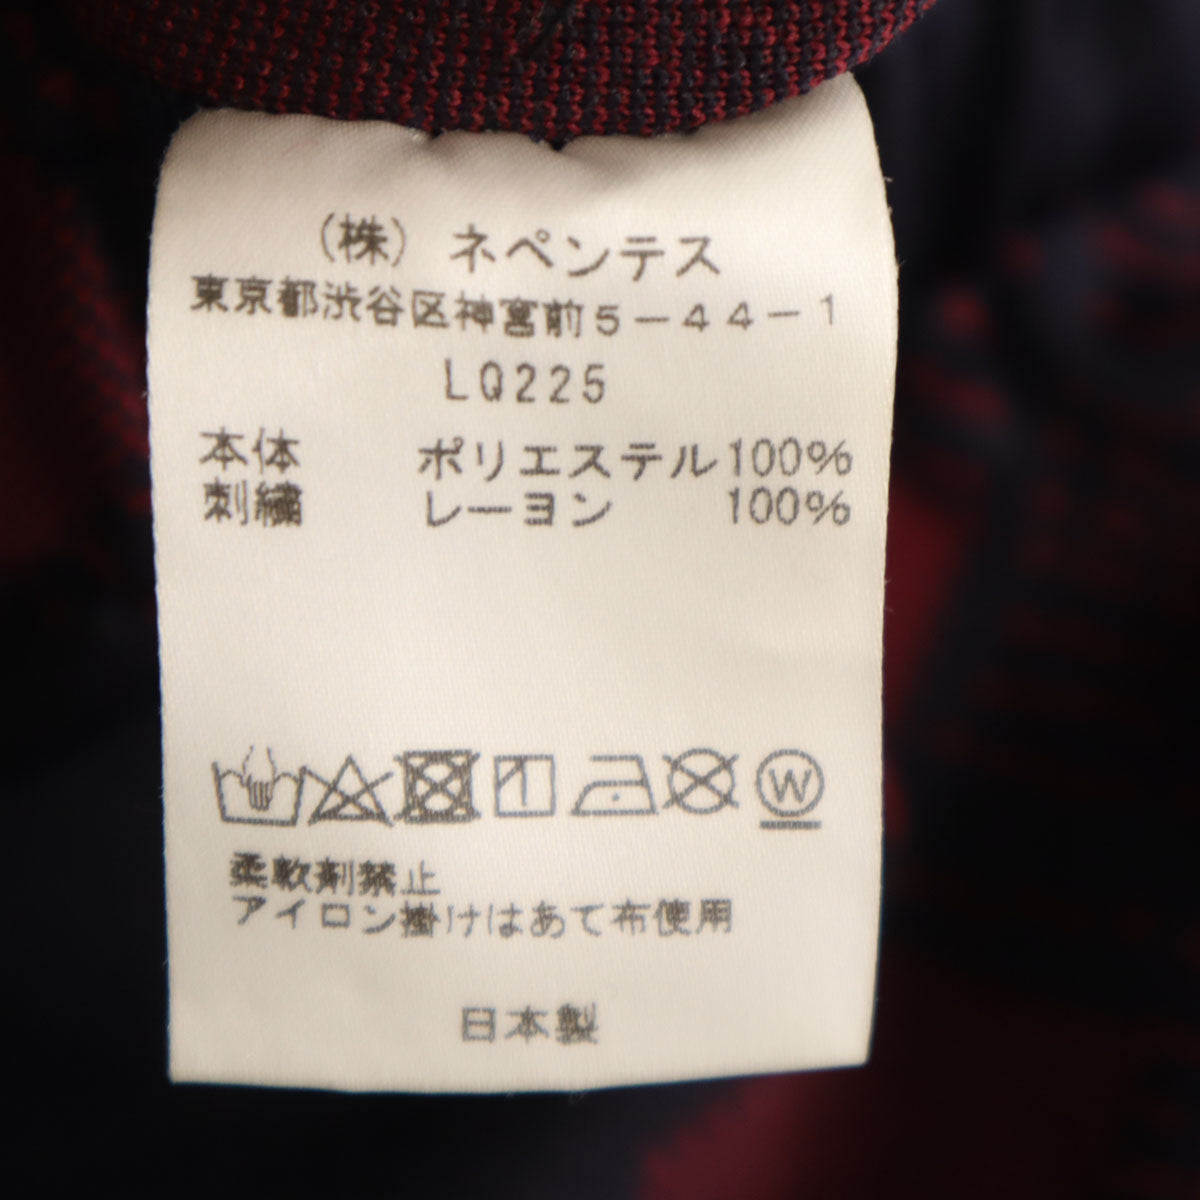 (株) ネペンテス
東京都渋谷区神宮前5-44-1
LQ225
本体 ポリエステル100%
刺繍 レーヨン 100%
W
柔軟剤禁止
アイロン掛けはあて布使用
日本製